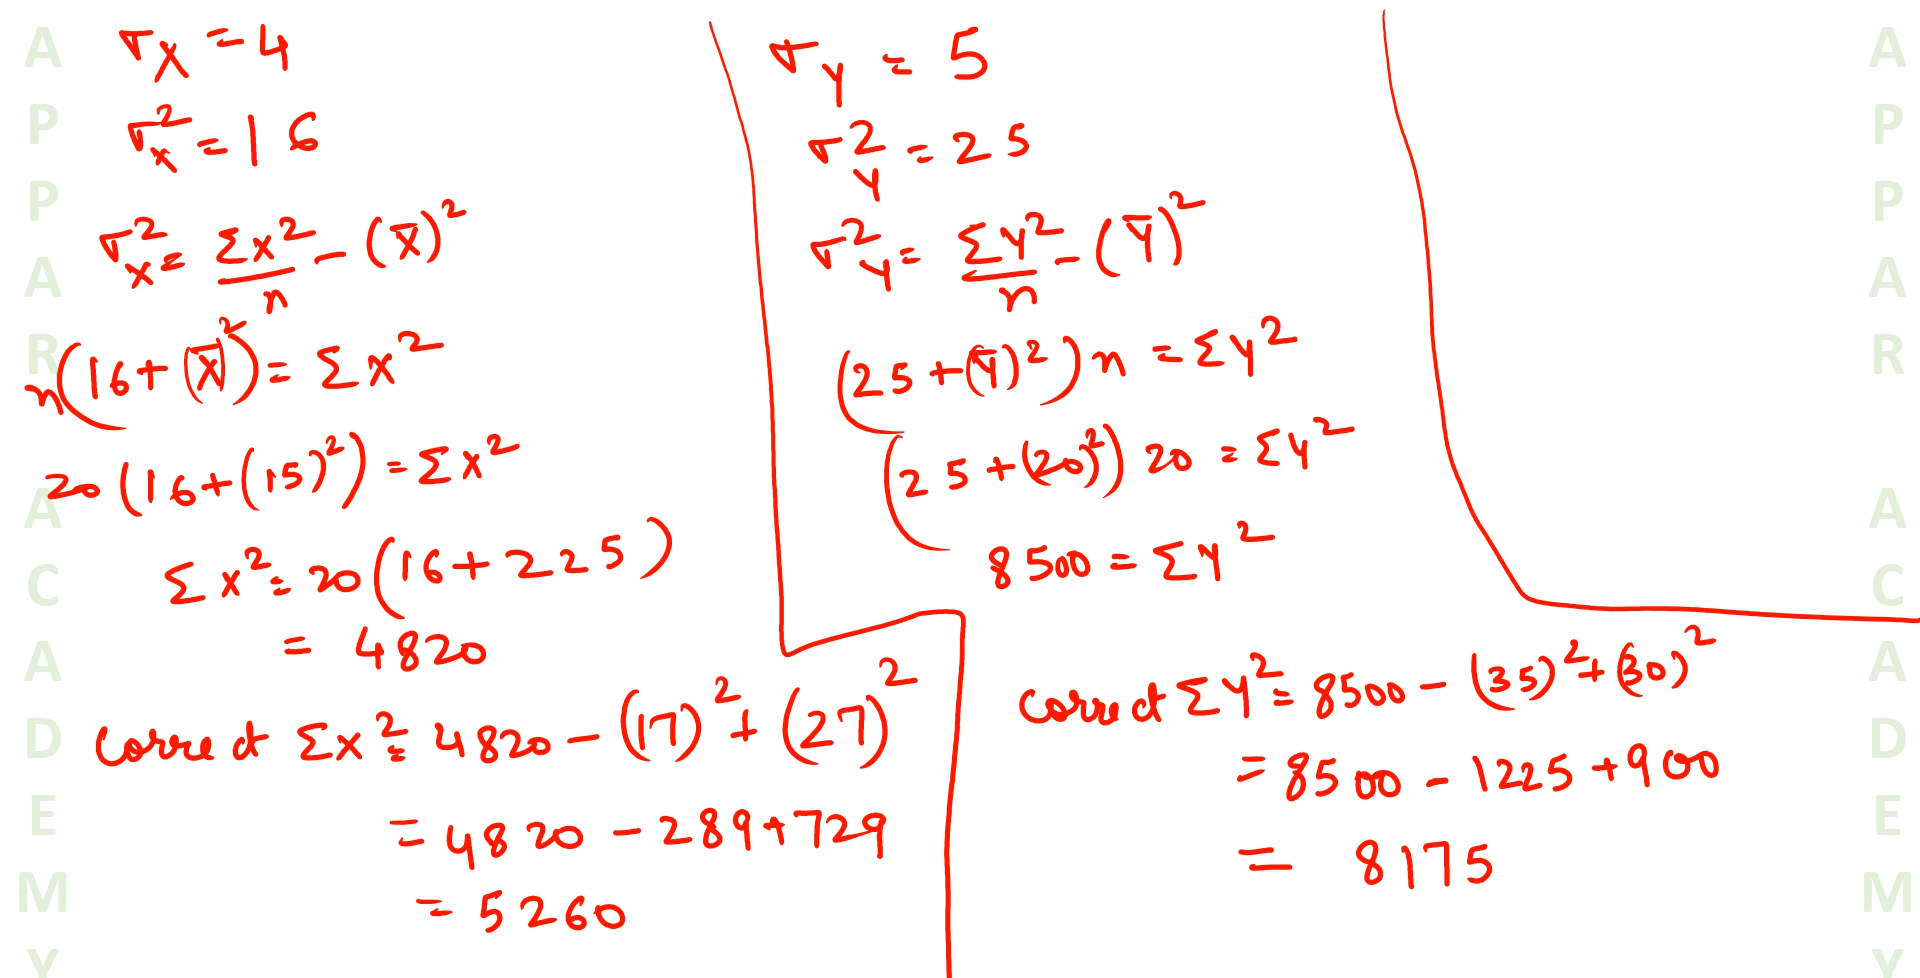 σx = 4
σx² = 16
σx² = Σx²/n - (x̄)²
n(16+(x̄)²) = Σx²
20(16+(15)²) = Σx²
Σx² = 20(16+225)
= 4820
Correct Σx² = 4820 - (17)² + (27)²
= 4820 - 289 + 729
= 5260
σy = 5
σy² = 25
σy² = Σy²/n - (ȳ)²
(25+(ȳ)²)n = Σy²
(25+(20)²)20 = Σy²
8500 = Σy²
Correct Σy² = 8500 - (35)² + (30)²
= 8500 - 1225 + 900
= 8175
APPAR ACADEMY
APPAR ACADEMY